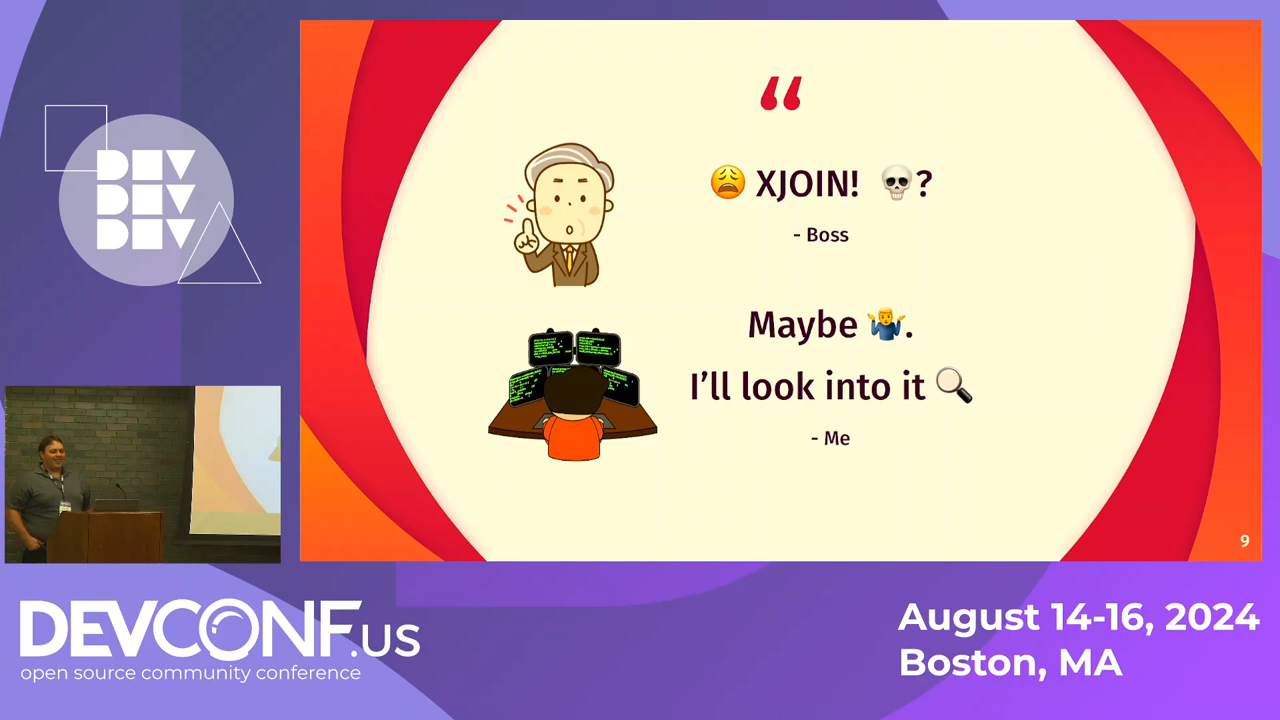 DEV
DEV
DEV
“
😩 XJOIN! 💀?
- Boss
Maybe 🤷‍♂️.
I’ll look into it 🔍
- Me
9
DEVCONF.US
open source community conference
August 14-16, 2024
Boston, MA